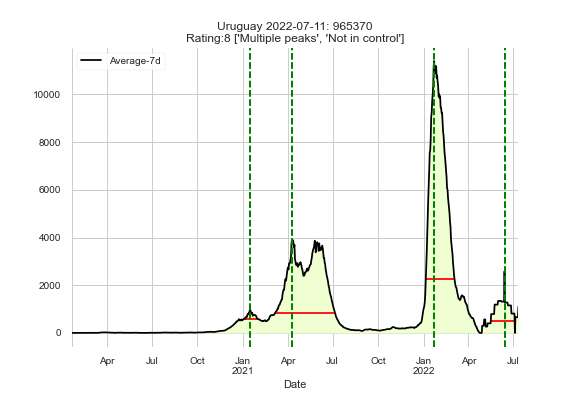 Uruguay 2022-07-11: 965370
Rating:8 ['Multiple peaks', 'Not in control']
Average-7d
10000
8000
6000
4000
2000
0
Apr Jul Oct Jan Apr Jul Oct Jan Apr Jul
2021 2022
Date